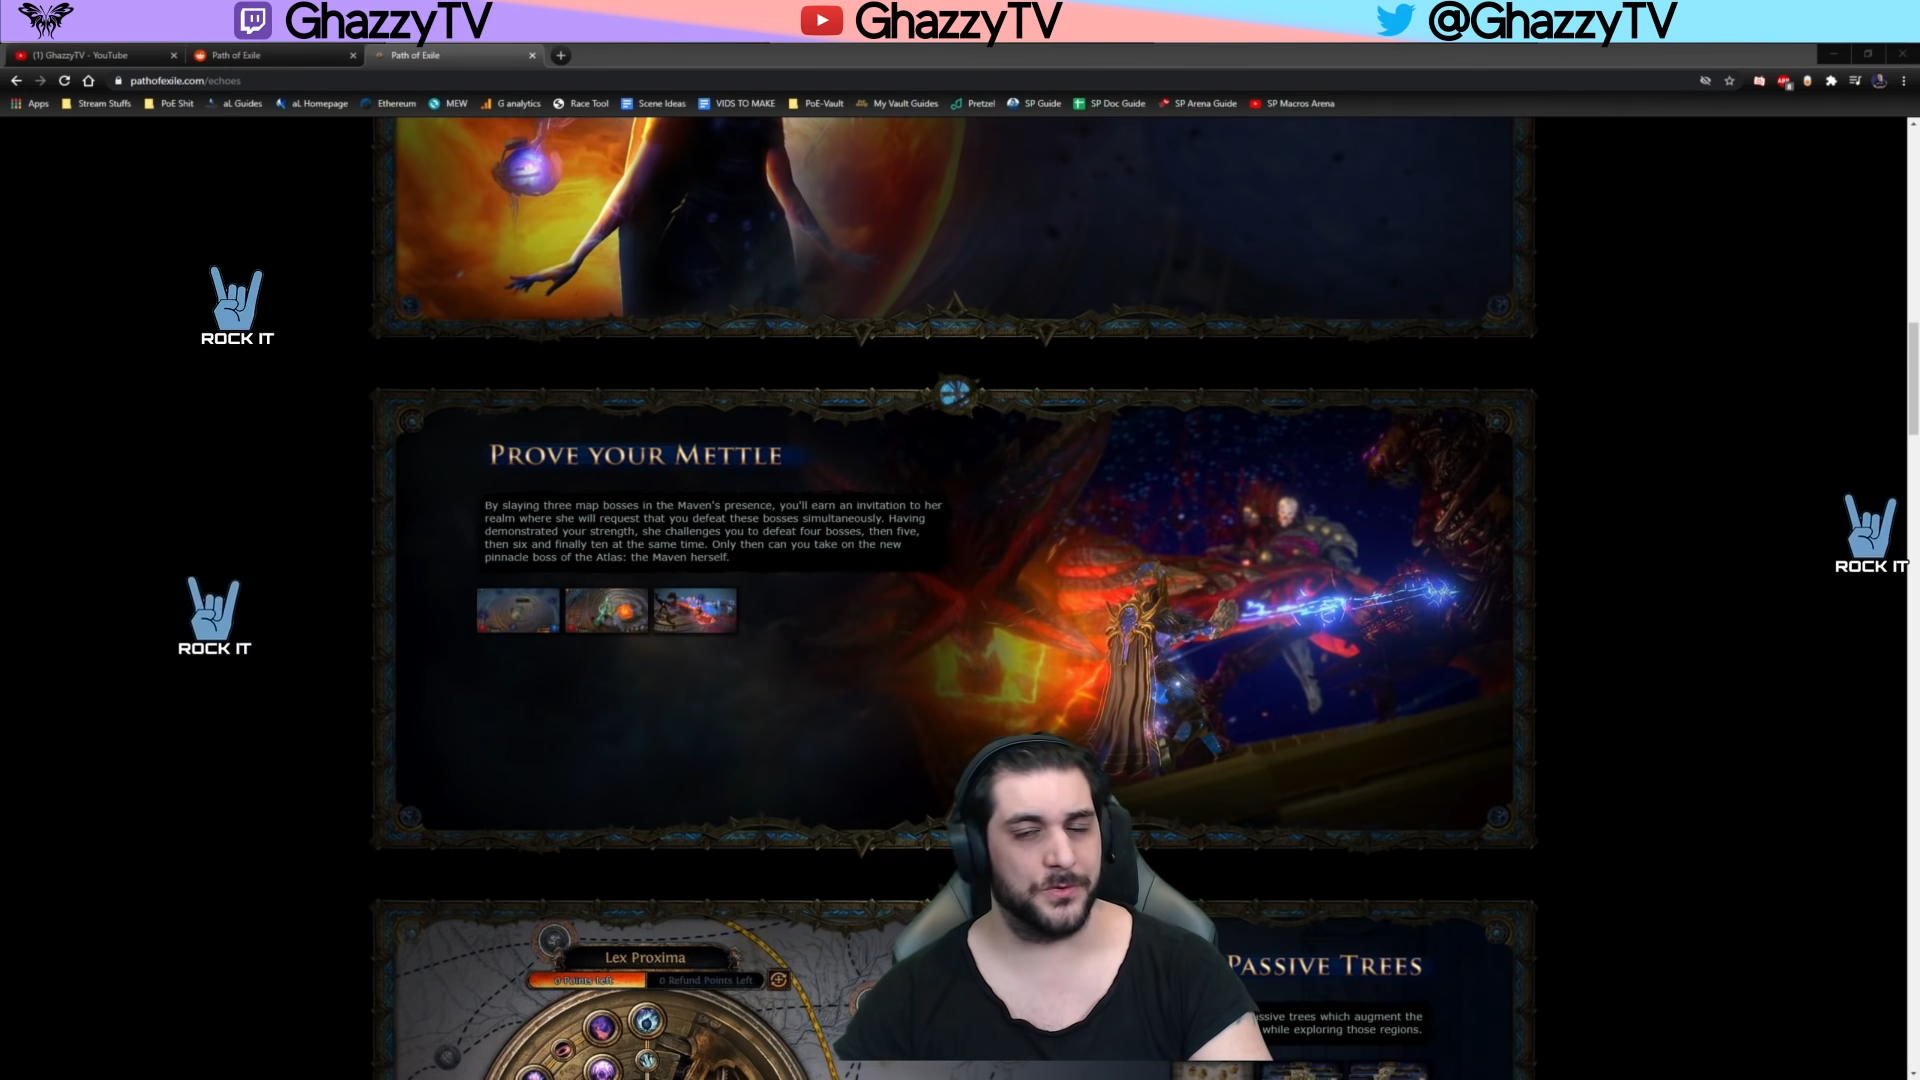 GhazzyTV
GhazzyTV
@GhazzyTV
(1) GhazzyTV - YouTube
Path of Exile
Path of Exile
pathofexile.com/echoes
Apps
Stream Stuffs
PoE Shit
aL Guides
aL Homepage
Ethereum
MEW
G analytics
Race Tool
Scene Ideas
VIDS TO MAKE
PoE-Vault
My Vault Guides
Pretzel
SP Guide
SP Doc Guide
SP Arena Guide
SP Macros Arena
ROCK IT
PROVE YOUR METTLE
By slaying three map bosses in the Maven's presence, you'll earn an invitation to her
realm where she will request that you defeat these bosses simultaneously. Having
demonstrated your strength, she challenges you to defeat four bosses, then five,
then six and finally ten at the same time. Only then can you take on the new
pinnacle boss of the Atlas: the Maven herself.
ROCK IT
ROCK IT
Lex Proxima
0 Points Left
0 Refund Points Left
PASSIVE TREES
passive trees which augment the
while exploring those regions.